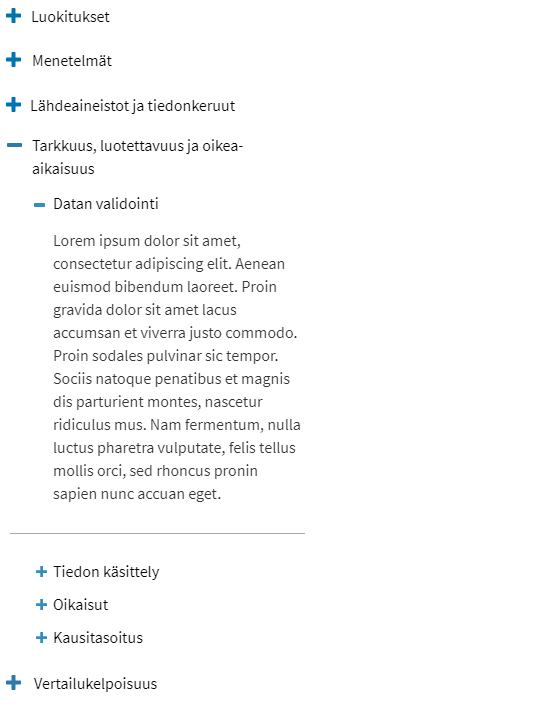 Luokitukset
Menetelmät
Lähdeaineistot ja tiedonkeruut
Tarkkuus, luotettavuus ja oikea-
aikaisuus
Datan validointi
Lorem ipsum dolor sit amet,
consectetur adipiscing elit. Aenean
euismod bibendum laoreet. Proin
gravida dolor sit amet lacus
accumsan et viverra justo commodo.
Proin sodales pulvinar sic tempor.
Sociis natoque penatibus et magnis
dis parturient montes, nascetur
ridiculus mus. Nam fermentum, nulla
luctus pharetra vulputate, felis tellus
mollis orci, sed rhoncus pronin
sapien nunc accuan eget.
Tiedon käsittely
Oikaisut
Kausitasoitus
Vertailukelpoisuus